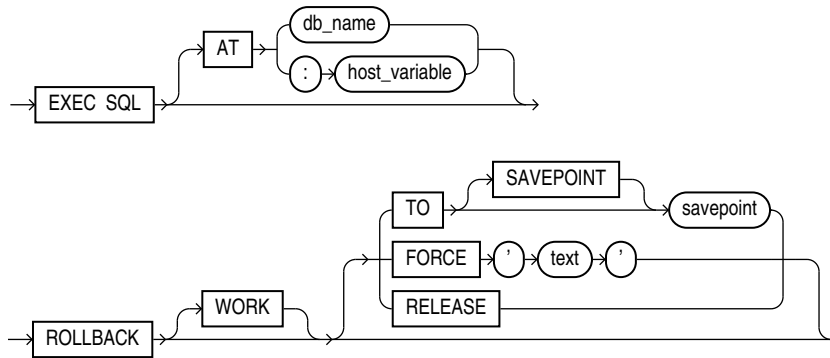 db_name
AT
: host_variable
EXEC SQL
SAVEPOINT
TO savepoint
FORCE ' text '
WORK RELEASE
ROLLBACK